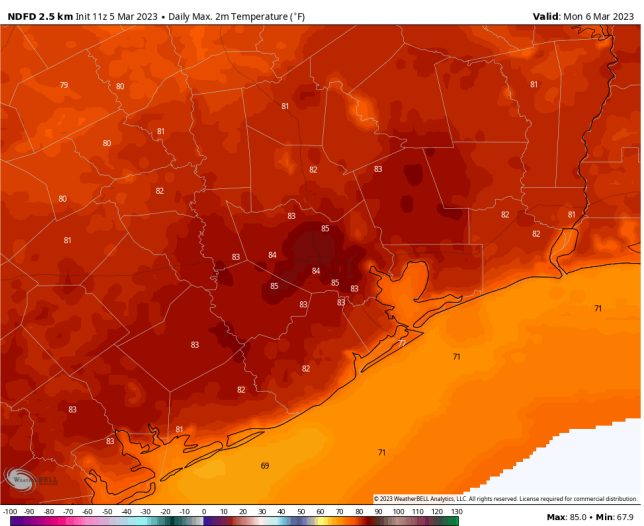 NDFD 2.5 km Init 11z 5 Mar 2023 • Daily Max. 2m Temperature (°F) Valid: Mon 6 Mar 2023
79 80 81
81
80 81
82 83
80 82
83 82 81
85 82
81 83 84
84
85 85 83
83 83
71
83 77 71
82
82
83
81
83
71
69
WeatherBELL
© 2023 WeatherBELL Analytics, LLC. All rights reserved. License required for commercial distribution.
-100 -90 -80 -70 -60 -50 -40 -30 -20 -10 0 10 20 30 40 50 60 70 80 90 100 110 120 130 Max: 85.0 • Min: 67.9